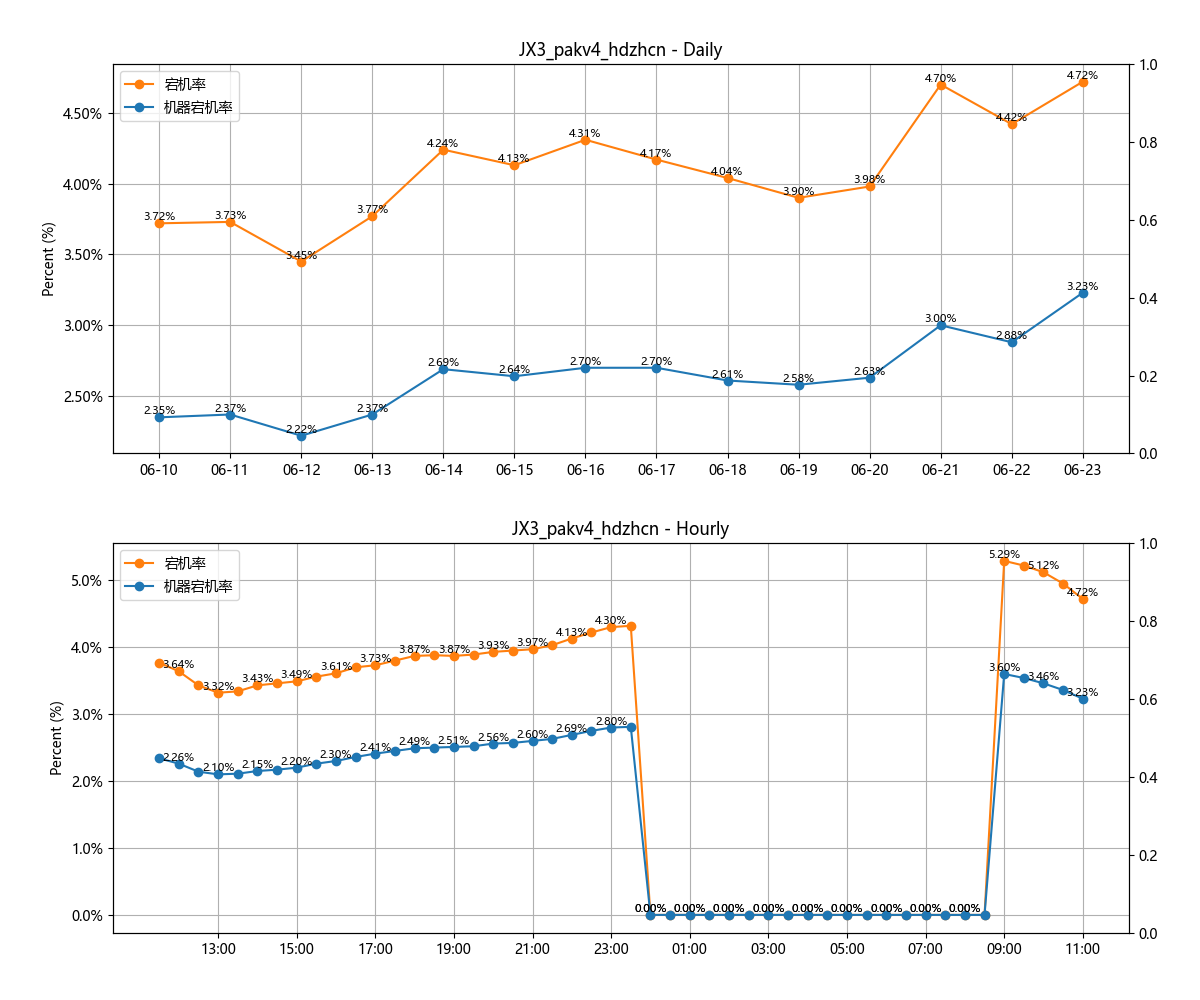 JX3_pakv4_hdzhcn - Daily
宕机率
机器宕机率
Percent (%)
4.50%
4.00%
3.50%
3.00%
2.50%
1.0
0.8
0.6
0.4
0.2
0.0
3.72% 3.73% 3.45% 3.77% 4.24% 4.13% 4.31% 4.17% 4.04% 3.90% 3.98% 4.70% 4.42% 4.72%
2.35% 2.37% 2.22% 2.37% 2.69% 2.64% 2.70% 2.70% 2.61% 2.58% 2.63% 3.00% 2.88% 3.23%
06-10 06-11 06-12 06-13 06-14 06-15 06-16 06-17 06-18 06-19 06-20 06-21 06-22 06-23
JX3_pakv4_hdzhcn - Hourly
宕机率
机器宕机率
Percent (%)
5.0%
4.0%
3.0%
2.0%
1.0%
0.0%
1.0
0.8
0.6
0.4
0.2
0.0
3.64% 3.32% 3.43% 3.49% 3.61% 3.73% 3.87% 3.87% 3.93% 3.97% 4.13% 4.30% 5.29% 5.12% 4.72%
2.26% 2.10% 2.15% 2.20% 2.30% 2.41% 2.49% 2.51% 2.56% 2.60% 2.69% 2.80% 3.60% 3.46% 3.23%
0.00% 0.00% 0.00% 0.00% 0.00% 0.00% 0.00% 0.00% 0.00%
13:00 15:00 17:00 19:00 21:00 23:00 01:00 03:00 05:00 07:00 09:00 11:00